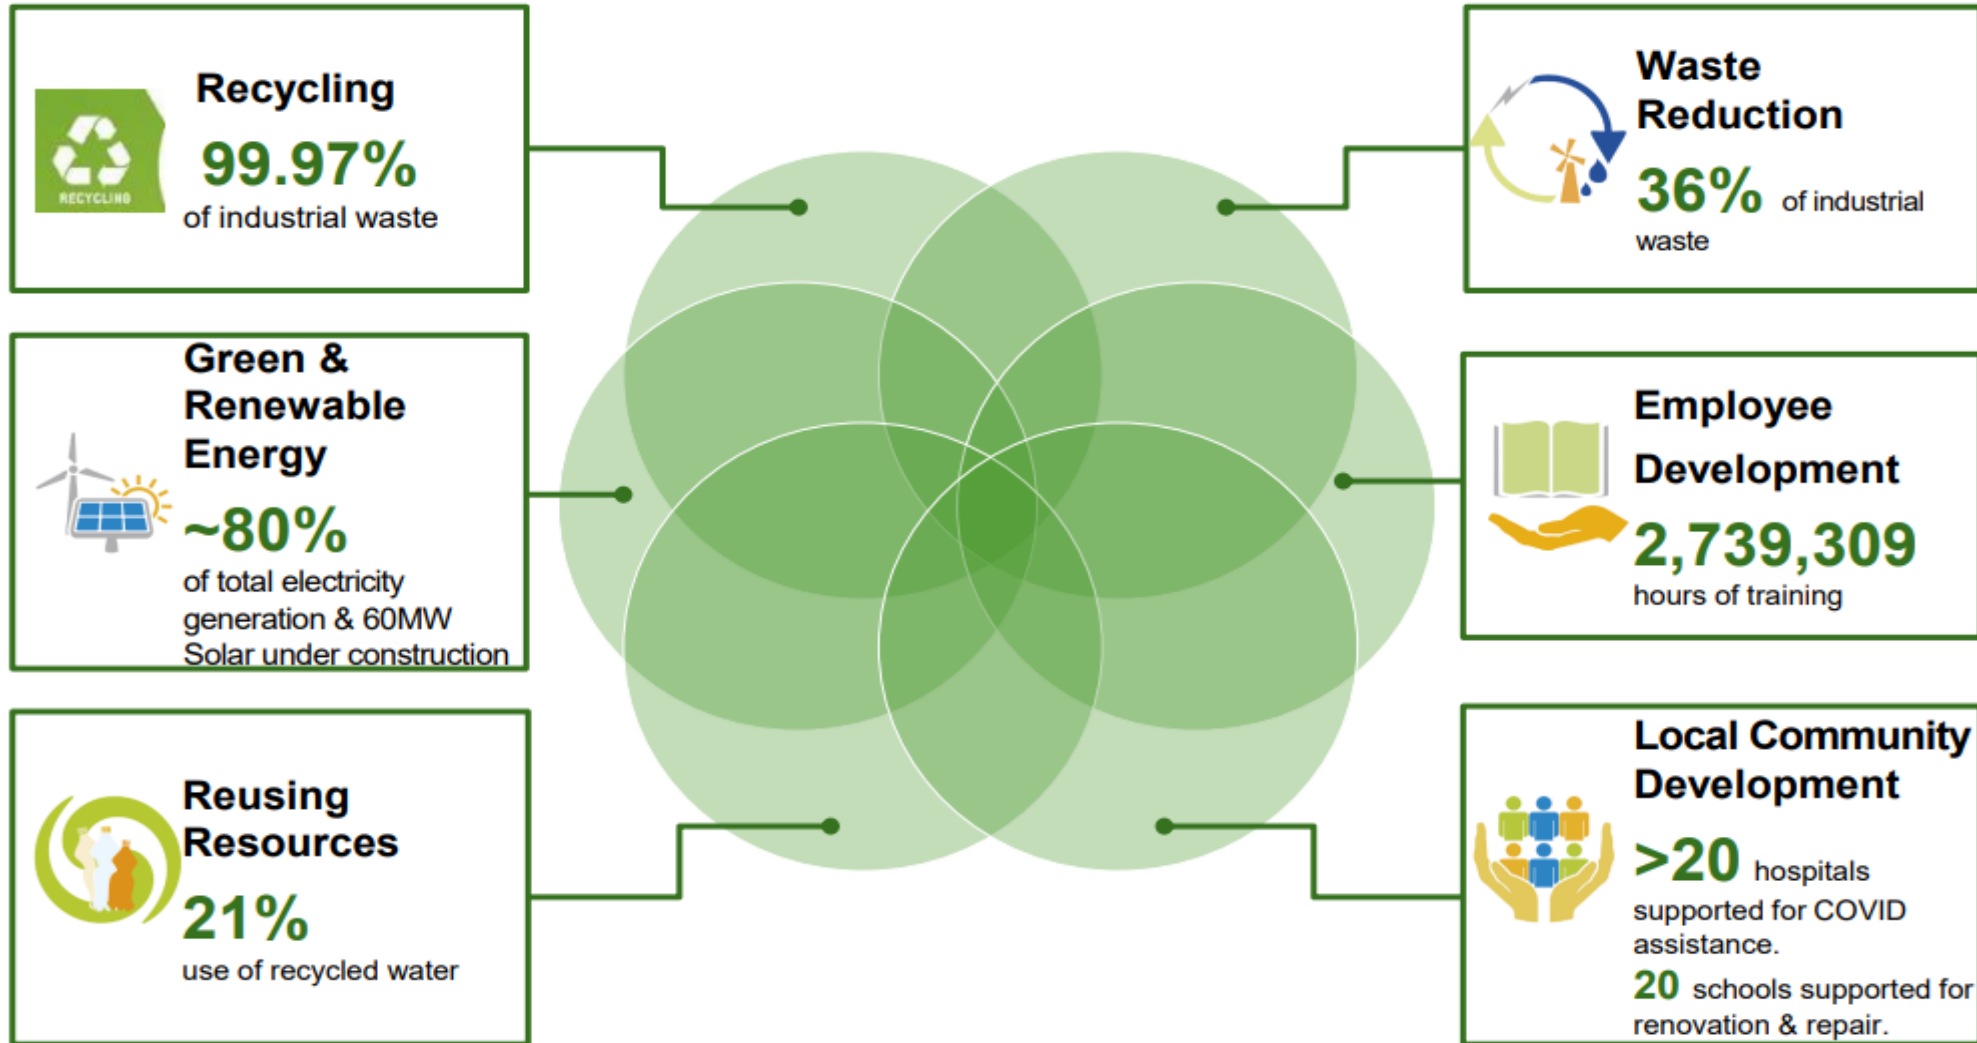 Recycling
99.97%
of industrial waste
RECYCLING
Green &
Renewable
Energy
~80%
of total electricity
generation & 60MW
Solar under construction
Reusing
Resources
21%
use of recycled water
Waste
Reduction
36% of industrial
waste
Employee
Development
2,739,309
hours of training
Local Community
Development
>20 hospitals
supported for COVID
assistance.
20 schools supported for
renovation & repair.